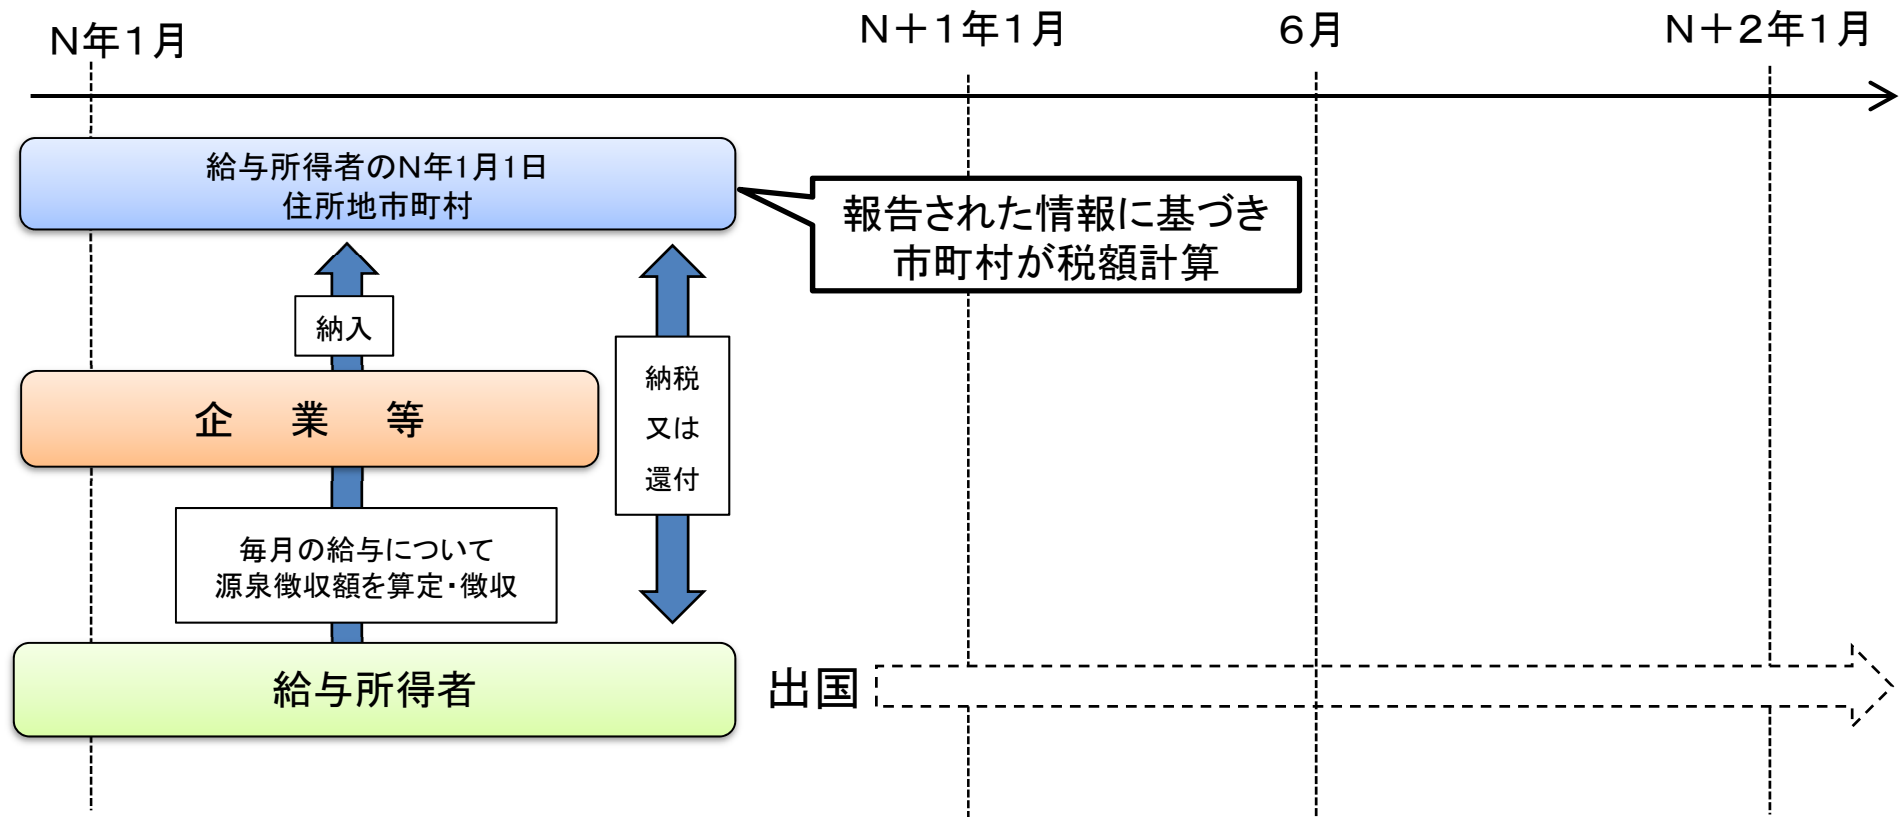 N年1月
N＋1年1月
6月
N＋2年1月
給与所得者のN年1月1日
住所地市町村
報告された情報に基づき
市町村が税額計算
納入
企　業　等
納税
又は
還付
毎月の給与について
源泉徴収額を算定・徴収
給与所得者
出国